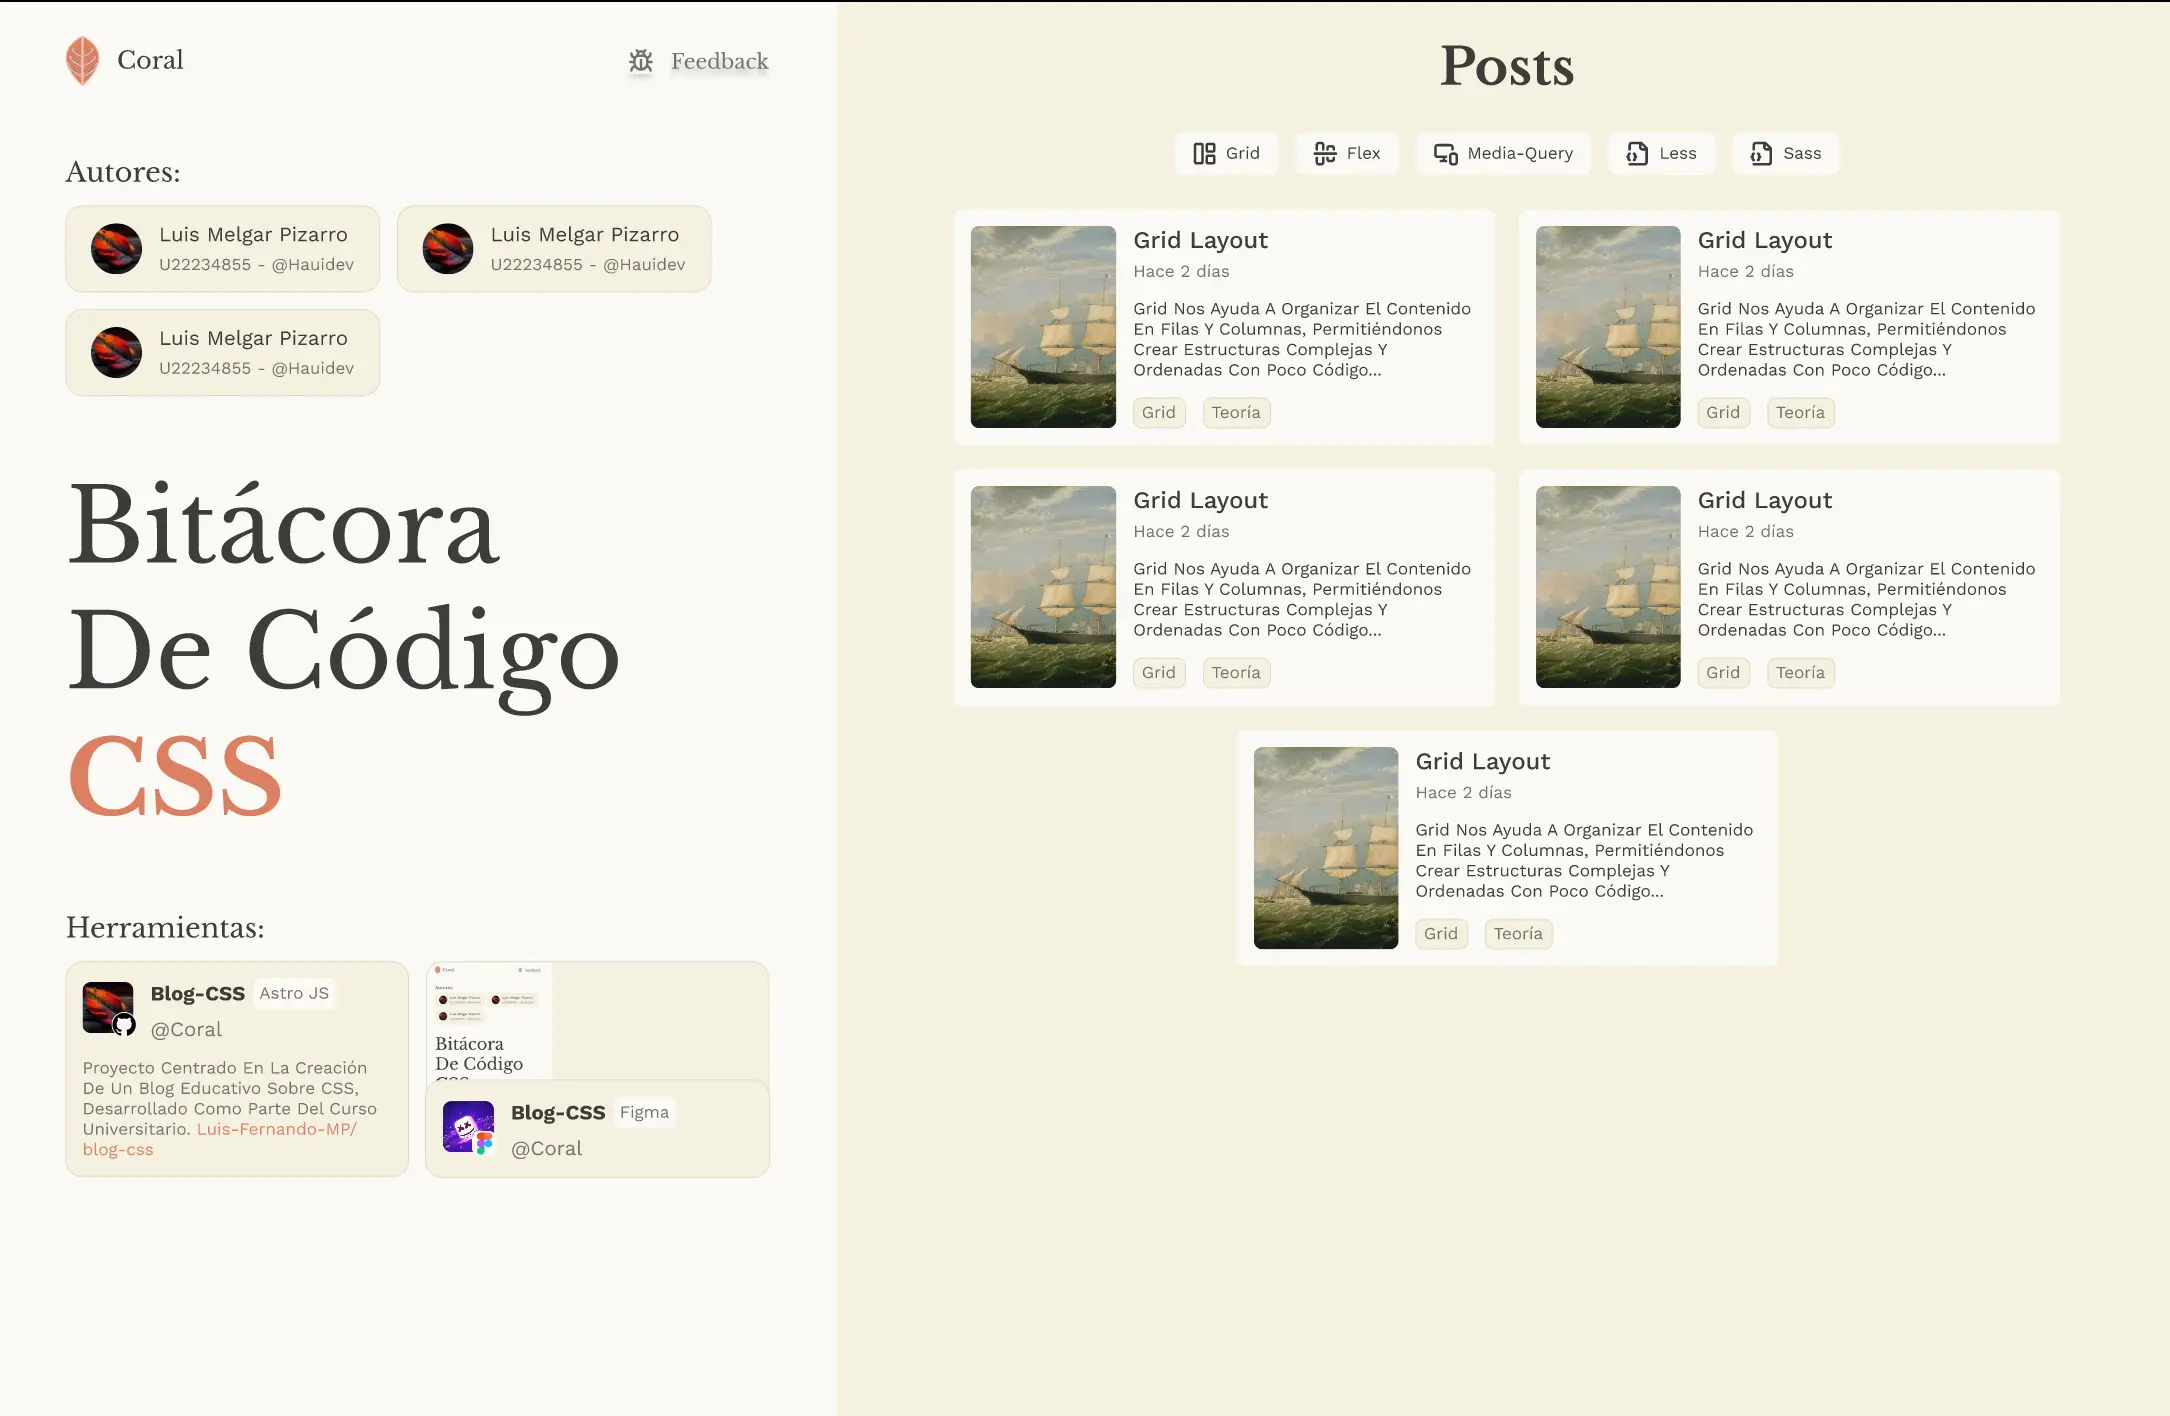 Coral
Feedback
Autores:
Luis Melgar Pizarro
U22234855 - @Hauidev
Luis Melgar Pizarro
U22234855 - @Hauidev
Luis Melgar Pizarro
U22234855 - @Hauidev
Bitácora
De Código
CSS
Herramientas:
Blog-CSS Astro JS
@Coral
Proyecto Centrado En La Creación
De Un Blog Educativo Sobre CSS,
Desarrollado Como Parte Del Curso
Universitario. Luis-Fernando-MP/
blog-css
Coral
Autores:
Bitácora
De Código
CSS
Blog-CSS Figma
@Coral
Posts
Grid
Flex
Media-Query
Less
Sass
Grid Layout
Hace 2 días
Grid Nos Ayuda A Organizar El Contenido
En Filas Y Columnas, Permitiéndonos
Crear Estructuras Complejas Y
Ordenadas Con Poco Código...
Grid Teoría
Grid Layout
Hace 2 días
Grid Nos Ayuda A Organizar El Contenido
En Filas Y Columnas, Permitiéndonos
Crear Estructuras Complejas Y
Ordenadas Con Poco Código...
Grid Teoría
Grid Layout
Hace 2 días
Grid Nos Ayuda A Organizar El Contenido
En Filas Y Columnas, Permitiéndonos
Crear Estructuras Complejas Y
Ordenadas Con Poco Código...
Grid Teoría
Grid Layout
Hace 2 días
Grid Nos Ayuda A Organizar El Contenido
En Filas Y Columnas, Permitiéndonos
Crear Estructuras Complejas Y
Ordenadas Con Poco Código...
Grid Teoría
Grid Layout
Hace 2 días
Grid Nos Ayuda A Organizar El Contenido
En Filas Y Columnas, Permitiéndonos
Crear Estructuras Complejas Y
Ordenadas Con Poco Código...
Grid Teoría